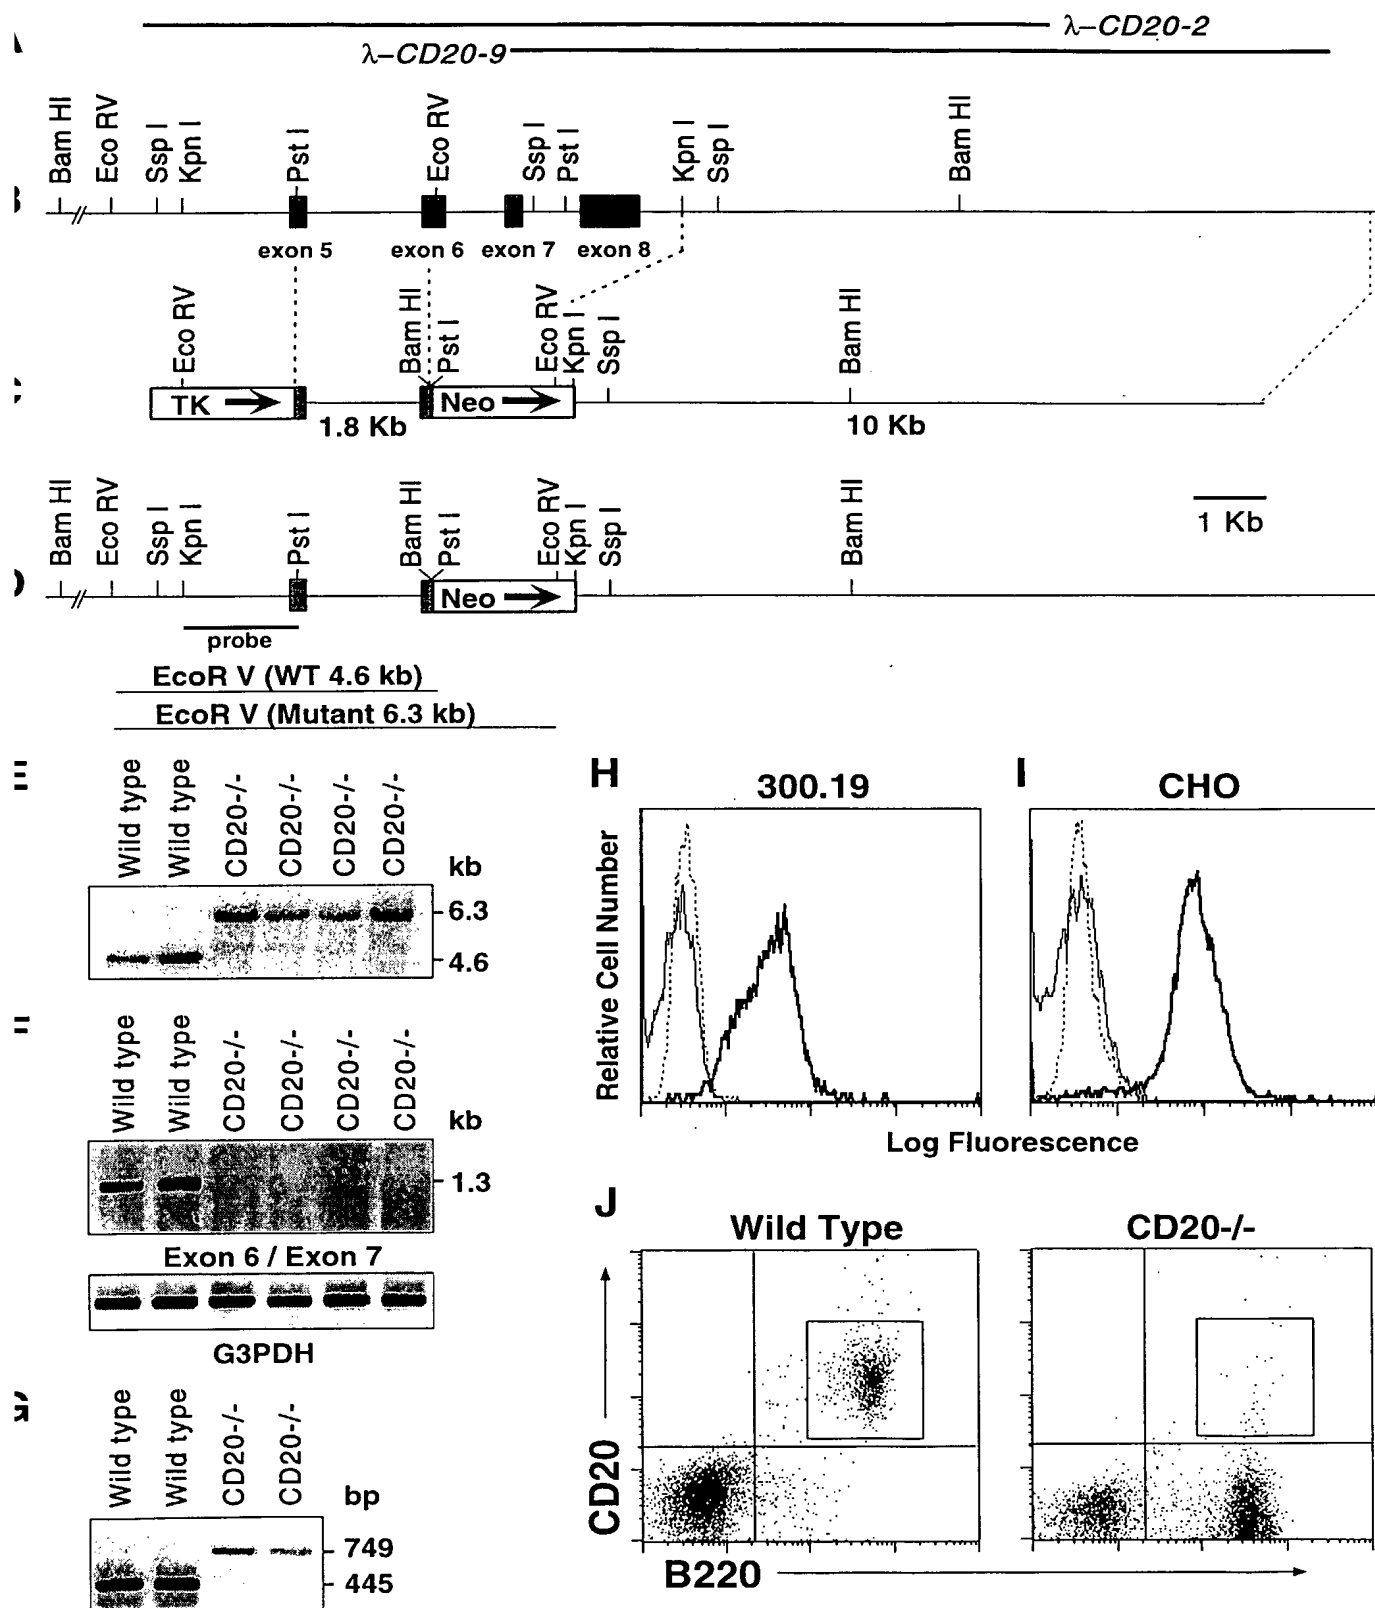 λ–CD20-2
λ–CD20-9
Bam HI
Eco RV
Ssp I
Kpn I
Pst I
Eco RV
Ssp I
Pst I
Kpn I
Ssp I
Bam HI
exon 5
exon 6
exon 7
exon 8
Eco RV
Bam HI
Pst I
Eco RV
Kpn I
Ssp I
Bam HI
TK
Neo
1.8 Kb
10 Kb
Bam HI
Eco RV
Ssp I
Kpn I
Pst I
Bam HI
Pst I
Eco RV
Kpn I
Ssp I
Bam HI
1 Kb
Neo
probe
EcoR V (WT 4.6 kb)
EcoR V (Mutant 6.3 kb)
Wild type
Wild type
CD20-/-
CD20-/-
CD20-/-
CD20-/-
kb
6.3
4.6
Wild type
Wild type
CD20-/-
CD20-/-
CD20-/-
CD20-/-
kb
1.3
Exon 6 / Exon 7
G3PDH
Wild type
Wild type
CD20-/-
CD20-/-
bp
749
445
H
300.19
I
CHO
Relative Cell Number
Log Fluorescence
J
Wild Type
CD20-/-
CD20
B220